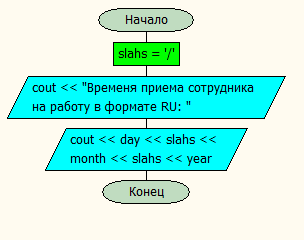 Начало
slahs = '/'
cout << "Временя приема сотрудника
на работу в формате RU: "
cout << day << slahs <<
month << slahs << year
Конец